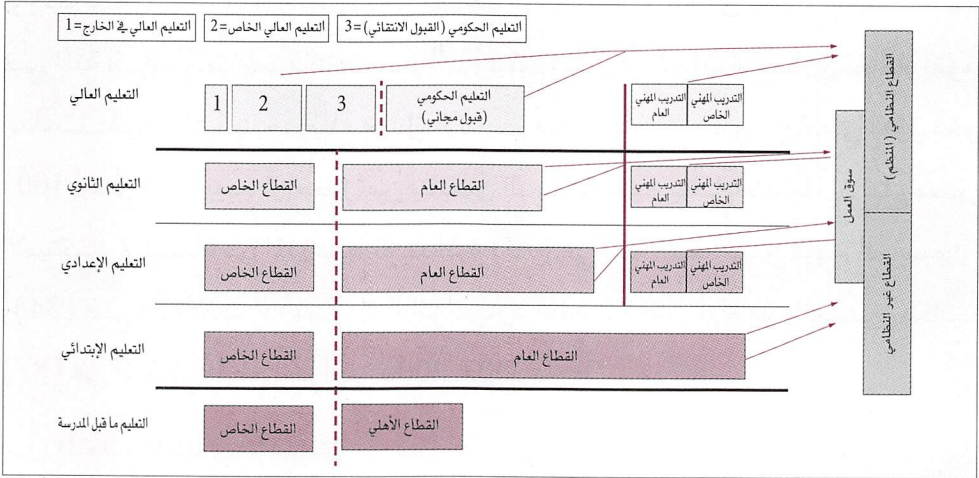 3=التعليم الحكومي (القبول الانتقائي)
2=التعليم العالي الخاص
1=التعليم العالي في الخارج
التعليم العالي
1
2
3
التعليم الحكومي
(قبول مجاني)
التدريب المهني
العام
التدريب المهني
الخاص
التعليم الثانوي
القطاع الخاص
القطاع العام
التدريب المهني
العام
التدريب المهني
الخاص
التعليم الإعدادي
القطاع الخاص
القطاع العام
التدريب المهني
العام
التدريب المهني
الخاص
التعليم الإبتدائي
القطاع الخاص
القطاع العام
التعليم ما قبل المدرسة
القطاع الخاص
القطاع الأهلي
سوق العمل
القطاع النظامي (المنظم)
القطاع غير النظامي